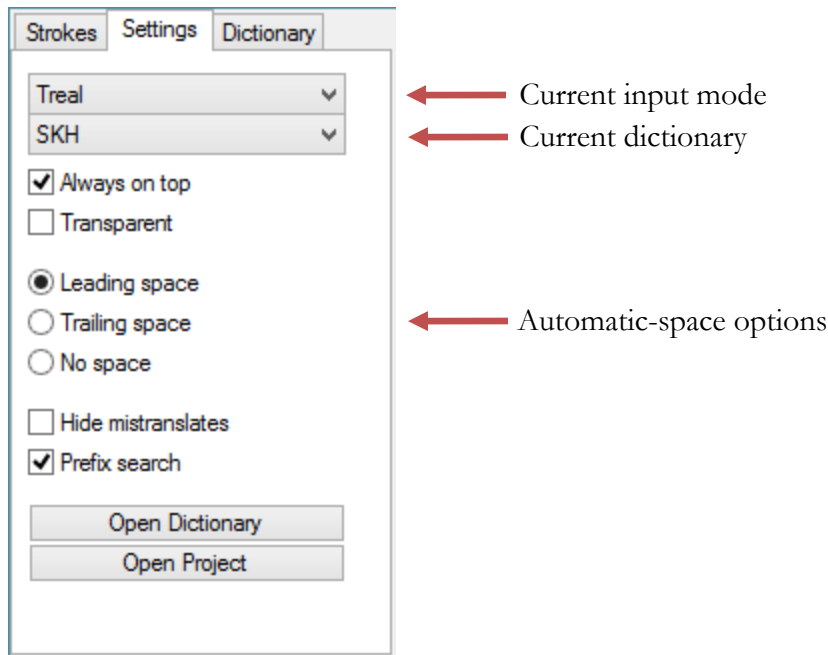 Strokes Settings Dictionary
Treal Current input mode
SKH Current dictionary
Always on top
Transparent
Leading space
Trailing space Automatic-space options
No space
Hide mistranslates
Prefix search
Open Dictionary
Open Project